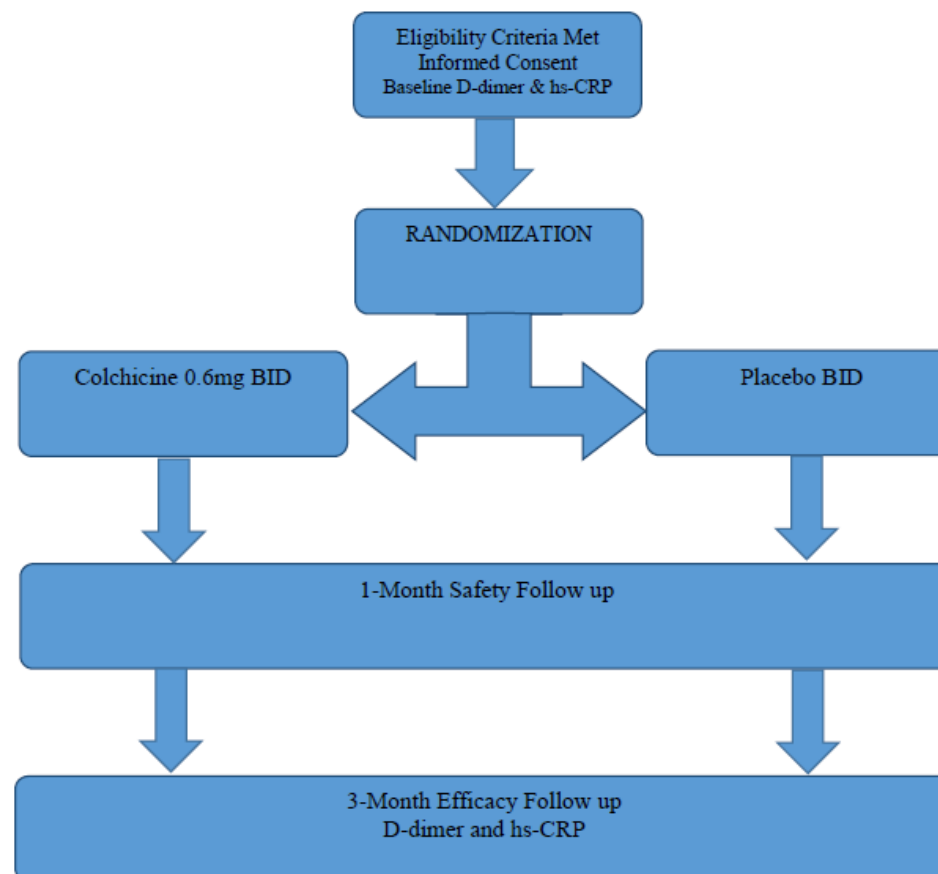 Eligibility Criteria Met
Informed Consent
Baseline D-dimer & hs-CRP
RANDOMIZATION
Colchicine 0.6mg BID
Placebo BID
1-Month Safety Follow up
3-Month Efficacy Follow up
D-dimer and hs-CRP